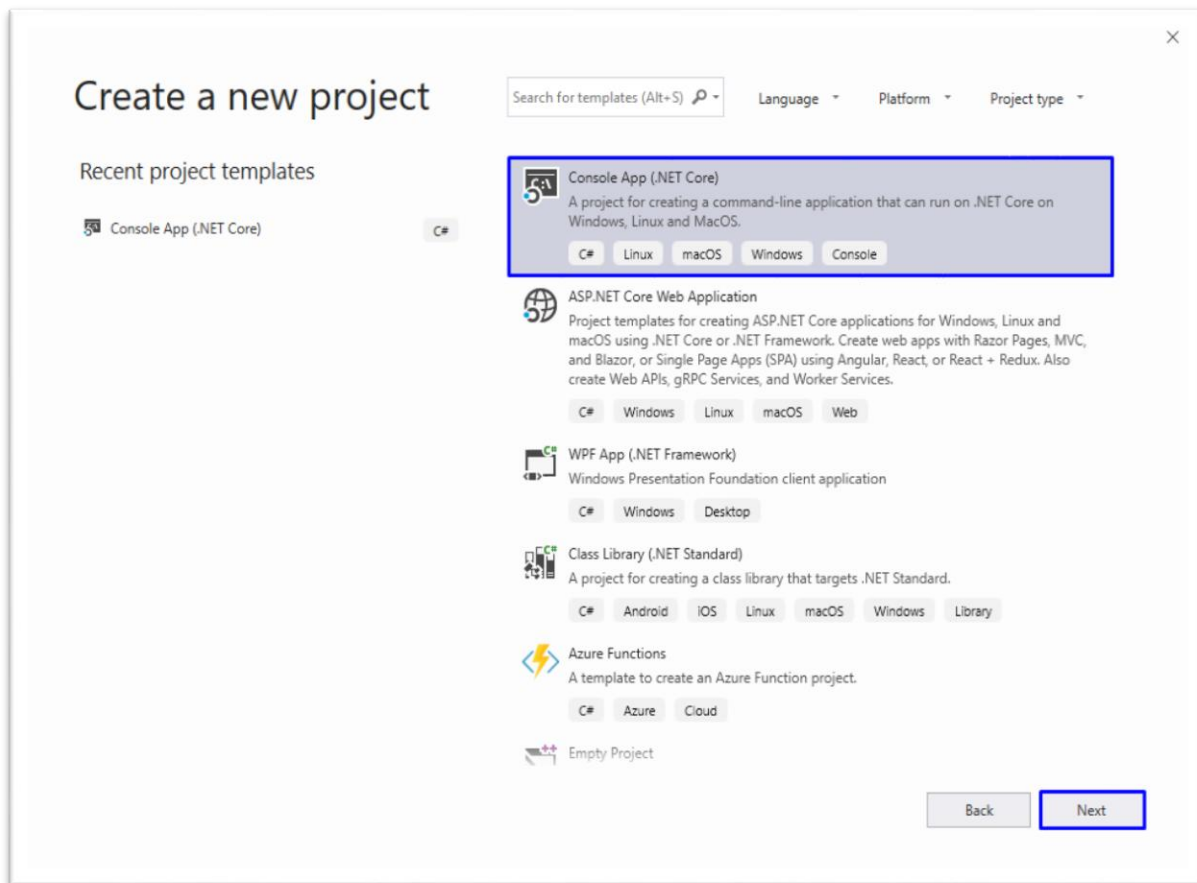 Create a new project
Search for templates (Alt+S)
Language
Platform
Project type
Recent project templates
Console App (.NET Core)
C#
Console App (.NET Core)
A project for creating a command-line application that can run on .NET Core on
Windows, Linux and MacOS.
C# Linux macOS Windows Console
ASP.NET Core Web Application
Project templates for creating ASP.NET Core applications for Windows, Linux and
macOS using .NET Core or .NET Framework. Create web apps with Razor Pages, MVC,
and Blazor, or Single Page Apps (SPA) using Angular, React, or React + Redux. Also
create Web APIs, gRPC Services, and Worker Services.
C# Windows Linux macOS Web
WPF App (.NET Framework)
Windows Presentation Foundation client application
C# Windows Desktop
Class Library (.NET Standard)
A project for creating a class library that targets .NET Standard.
C# Android iOS Linux macOS Windows Library
Azure Functions
A template to create an Azure Function project.
C# Azure Cloud
Empty Project
Back
Next